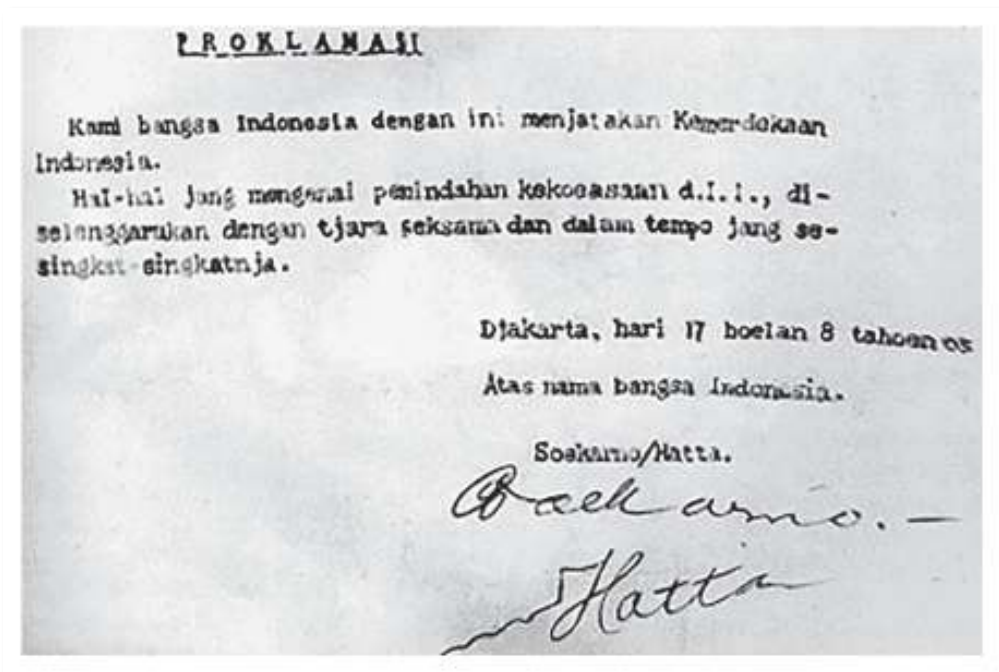 PROKLAMASI
Kami bangsa Indonesia dengan ini menjatakan Kemerdekaan
Indonesia.
Hal-hal jang mengenai pemindahan kekoeasaan d.l.l., di-
selenggarakan dengan tjara seksama dan dalam tempo jang se-
singkat-singkatnja.
Djakarta, hari 17 boelan 8 tahoen 05
Atas nama bangsa Indonesia.
Soekarno/Hatta.
Soekarno.
Hatta